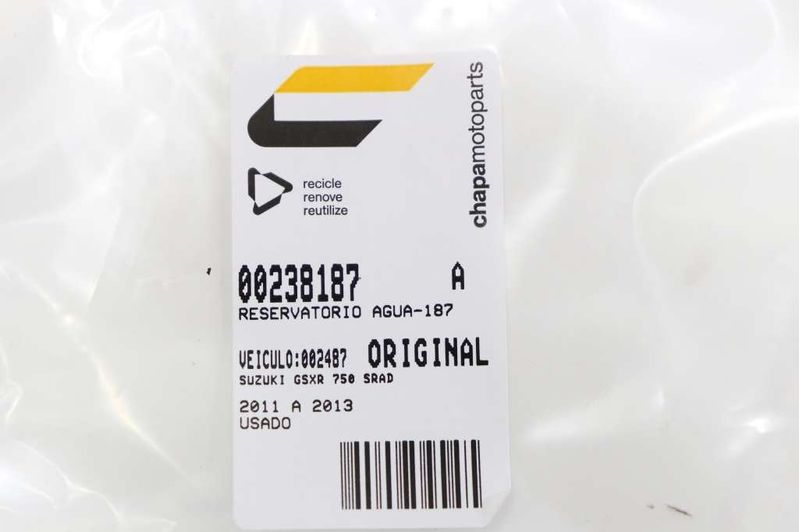 chapamotoparts
recicle
renove
reutilize
00238187 A
RESERVATORIO AGUA-187
VEICULO:002487 ORIGINAL
SUZUKI GSXR 750 SRAD
2011 A 2013
USADO